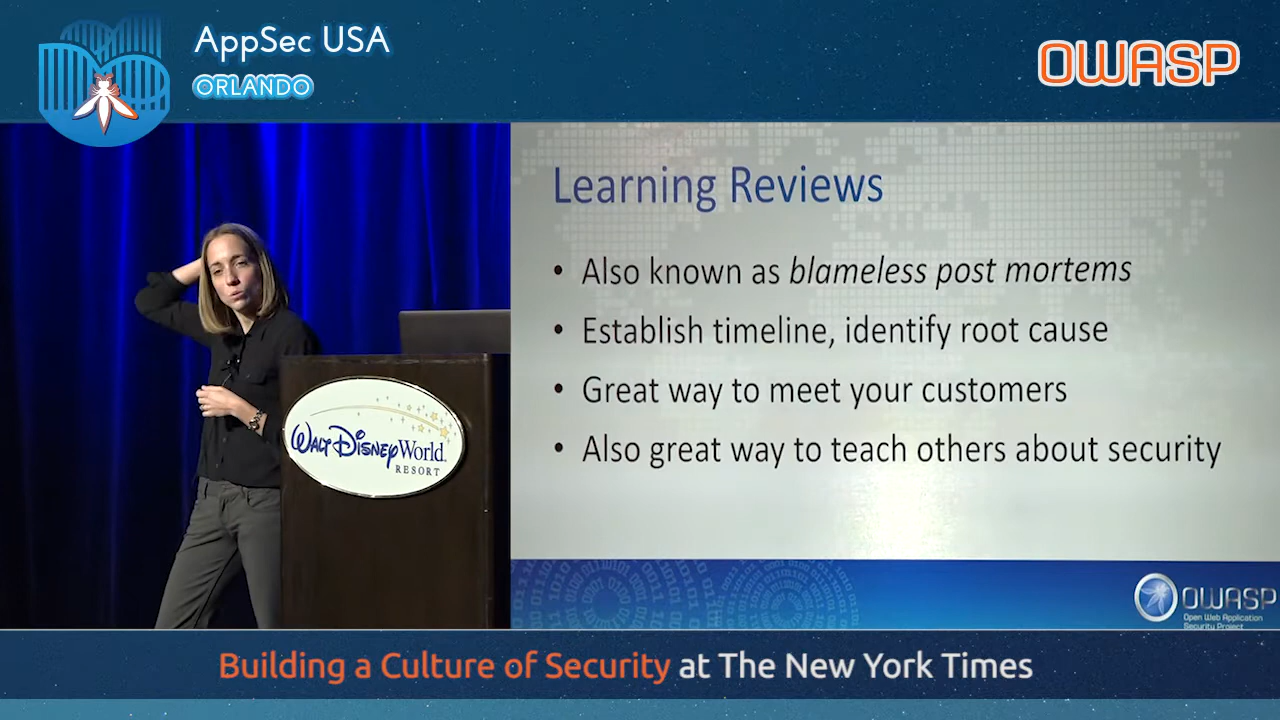 AppSec USA
ORLANDO
OWASP
Learning Reviews
• Also known as blameless post mortems
• Establish timeline, identify root cause
• Great way to meet your customers
• Also great way to teach others about security
WALT DISNEY World.
RESORT
OWASP
Open Web Application
Security Project
Building a Culture of Security at The New York Times